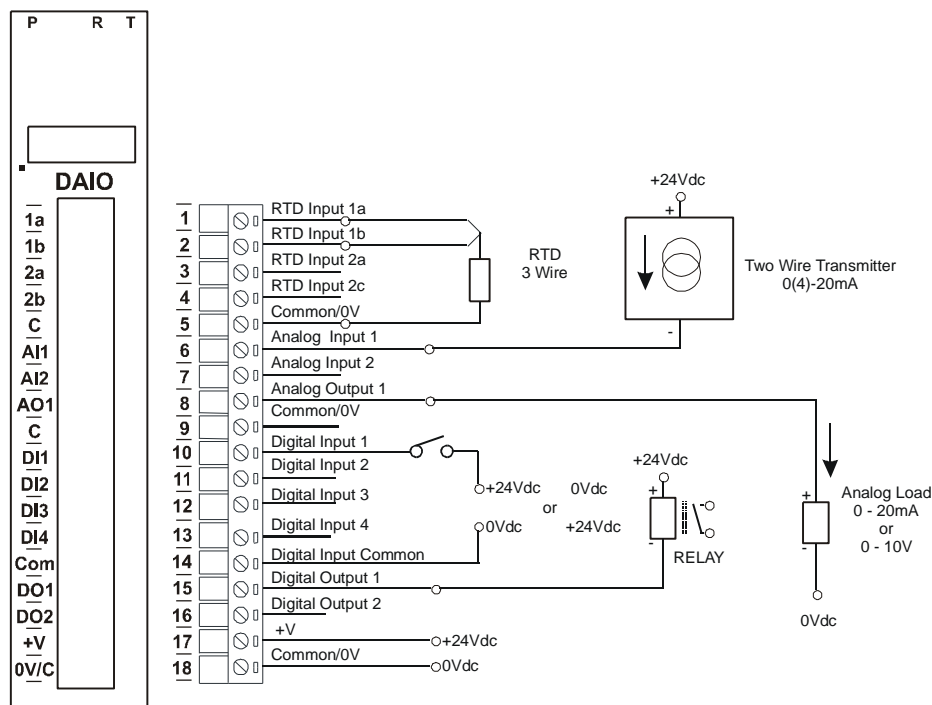 P R T
DAIO
1a
1b
2a
2b
C
AI1
AI2
AO1
C
DI1
DI2
DI3
DI4
Com
DO1
DO2
+V
0V/C
1 RTD Input 1a
2 RTD Input 1b
3 RTD Input 2a
4 RTD Input 2c
5 Common/0V
6 Analog Input 1
7 Analog Input 2
8 Analog Output 1
9 Common/0V
10 Digital Input 1
11 Digital Input 2
12 Digital Input 3
13 Digital Input 4
14 Digital Input Common
15 Digital Output 1
16 Digital Output 2
17 +V
18 Common/0V
RTD
3 Wire
+24Vdc
+
-
Two Wire Transmitter
0(4)-20mA
+24Vdc 0Vdc
or
0Vdc +24Vdc
+24Vdc
+
-
RELAY
+
-
Analog Load
0 - 20mA
or
0 - 10V
0Vdc
+24Vdc
0Vdc